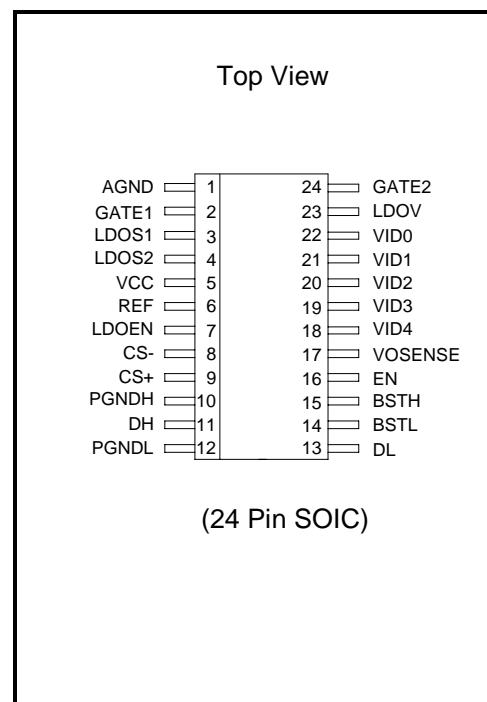 Top View
AGND 1 24 GATE2
GATE1 2 23 LDOV
LDOS1 3 22 VID0
LDOS2 4 21 VID1
VCC 5 20 VID2
REF 6 19 VID3
LDOEN 7 18 VID4
CS- 8 17 VOSENSE
CS+ 9 16 EN
PGNDH 10 15 BSTH
DH 11 14 BSTL
PGNDL 12 13 DL
(24 Pin SOIC)